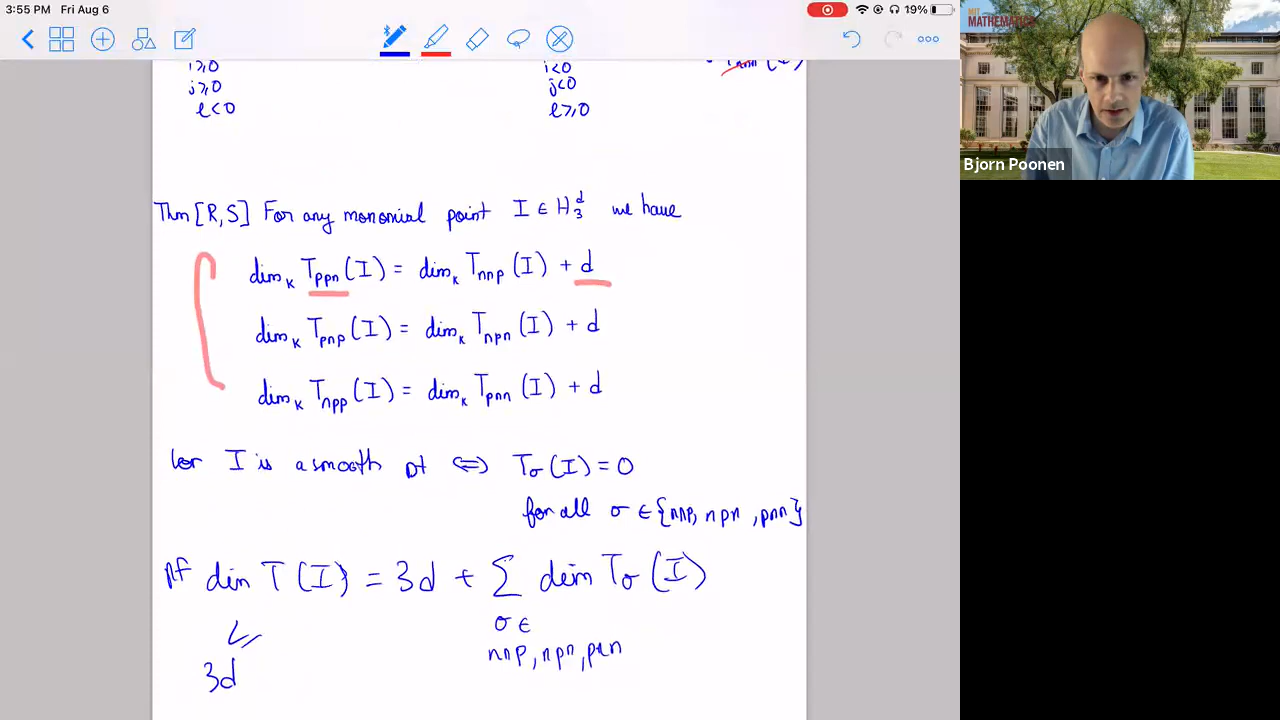 3:55 PM Fri Aug 6
19%
MIT
MATHEMATICS
i≥0
j≥0
ℓ<0
i<0
j<0
ℓ≥0
Bjorn Poonen
Thm [R,S] For any monomial point I ∈ H₃ᵈ we have
dimₖ Tₚₚₙ(I) = dimₖ Tₙₙₚ(I) + d
dimₖ Tₚₙₚ(I) = dimₖ Tₙₚₙ(I) + d
dimₖ Tₙₚₚ(I) = dimₖ Tₚₙₙ(I) + d
Cor I is a smooth pt ⇔ T_σ(I) = 0
for all σ ∈ {nnp, npn, pnn}
Pf dim T(I) = 3d + Σ dim T_σ(I)
σ ∈
nnp, npn, pnn
3d